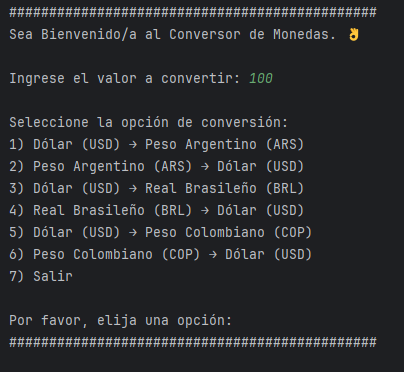 ##############################################
Sea Bienvenido/a al Conversor de Monedas. 👌
Ingrese el valor a convertir: 100
Seleccione la opción de conversión:
1) Dólar (USD) → Peso Argentino (ARS)
2) Peso Argentino (ARS) → Dólar (USD)
3) Dólar (USD) → Real Brasileño (BRL)
4) Real Brasileño (BRL) → Dólar (USD)
5) Dólar (USD) → Peso Colombiano (COP)
6) Peso Colombiano (COP) → Dólar (USD)
7) Salir
Por favor, elija una opción:
##############################################